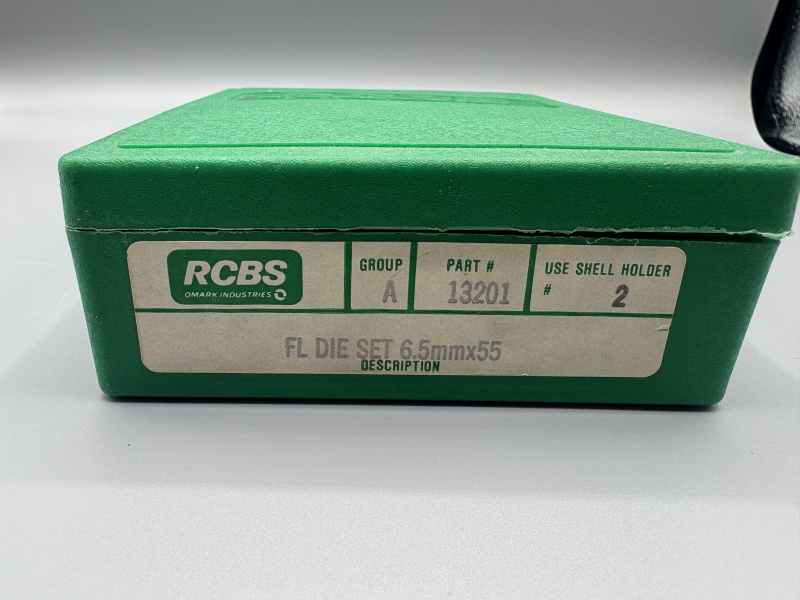 RCBS
OMARK INDUSTRIES
GROUP
A
PART #
13201
USE SHELL HOLDER
# 2
FL DIE SET 6.5mmx55
DESCRIPTION